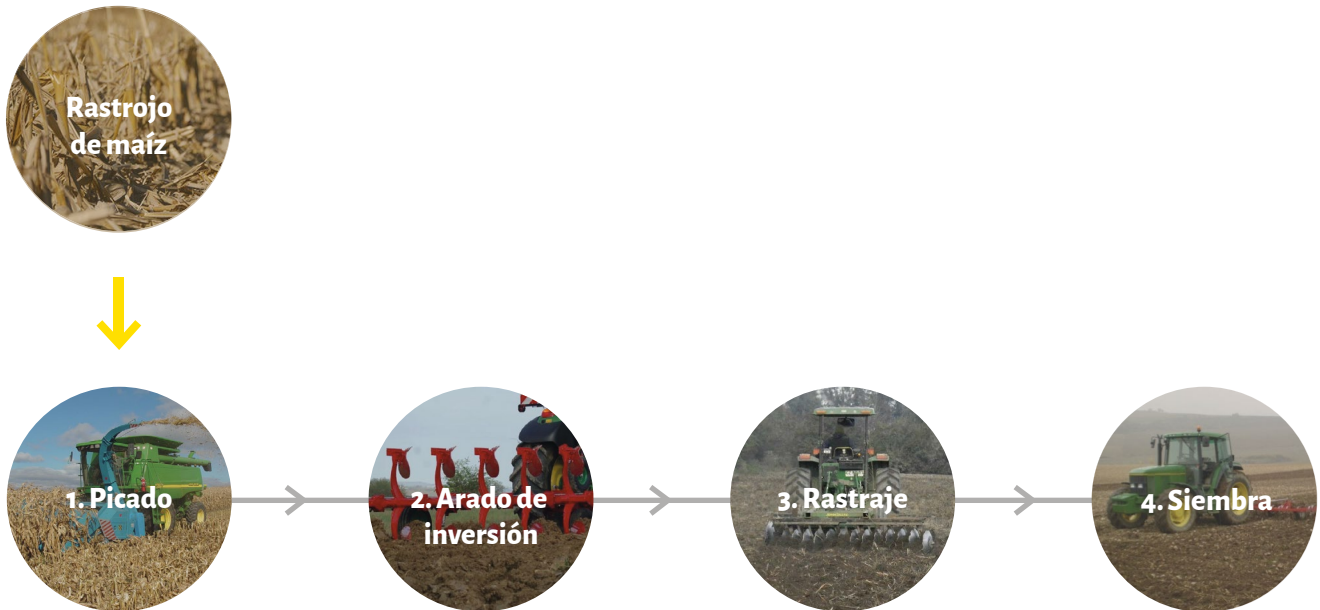 Rastrojo
de maíz
1. Picado
2. Arado de
inversión
3. Rastraje
4. Siembra